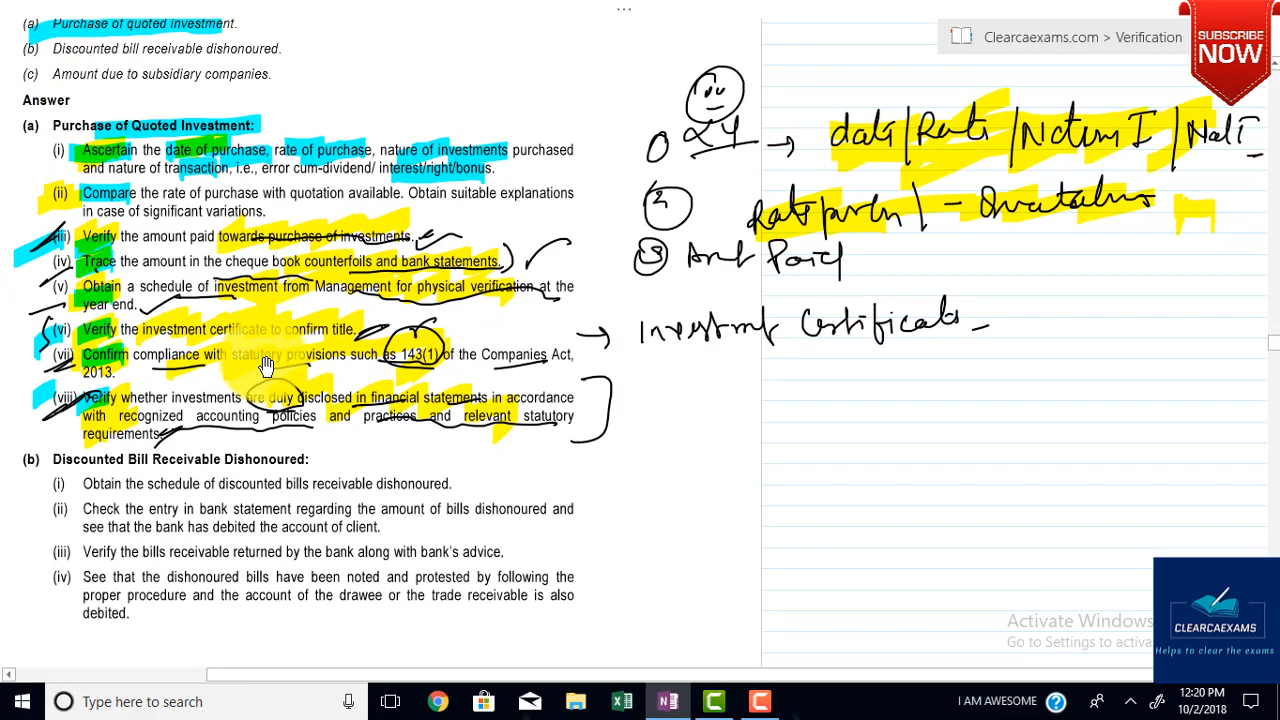 (a) Purchase of quoted investment.
(b) Discounted bill receivable dishonoured.
(c) Amount due to subsidiary companies.
Answer
(a) Purchase of Quoted Investment:
(i) Ascertain the date of purchase, rate of purchase, nature of investments purchased
and nature of transaction, i.e., error cum-dividend/ interest/right/bonus.
(ii) Compare the rate of purchase with quotation available. Obtain suitable explanations
in case of significant variations.
(iii) Verify the amount paid towards purchase of investments.
(iv) Trace the amount in the cheque book counterfoils and bank statements.
(v) Obtain a schedule of investment from Management for physical verification at the
year end.
(vi) Verify the investment certificate to confirm title.
(vii) Confirm compliance with statutory provisions such as 143(1) of the Companies Act,
2013.
(viii) Verify whether investments are duly disclosed in financial statements in accordance
with recognized accounting policies and practices and relevant statutory
requirements.
(b) Discounted Bill Receivable Dishonoured:
(i) Obtain the schedule of discounted bills receivable dishonoured.
(ii) Check the entry in bank statement regarding the amount of bills dishonoured and
see that the bank has debited the account of client.
(iii) Verify the bills receivable returned by the bank along with bank's advice.
(iv) See that the dishonoured bills have been noted and protested by following the
proper procedure and the account of the drawee or the trade receivable is also
debited.
Clearcaexams.com > Verification
SUBSCRIBE
NOW
→ date | Rate | Nature I |
2
3 Amt Paid
→ Investment Certificate
Activate Windows
Go to Settings to activa
CLEARCAEXAMS
Helps to clear the exams
Type here to search
I AM AWESOME
12:20 PM
10/2/2018